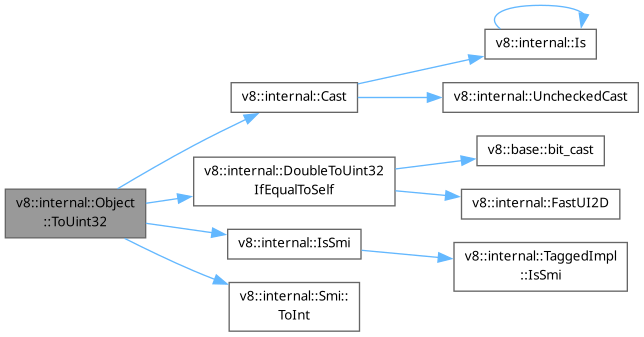 v8::internal::Object
::ToUint32
v8::internal::Cast
v8::internal::DoubleToUint32
IfEqualToSelf
v8::internal::IsSmi
v8::internal::Smi::
ToInt
v8::internal::Is
v8::internal::UncheckedCast
v8::base::bit_cast
v8::internal::FastUI2D
v8::internal::TaggedImpl
::IsSmi